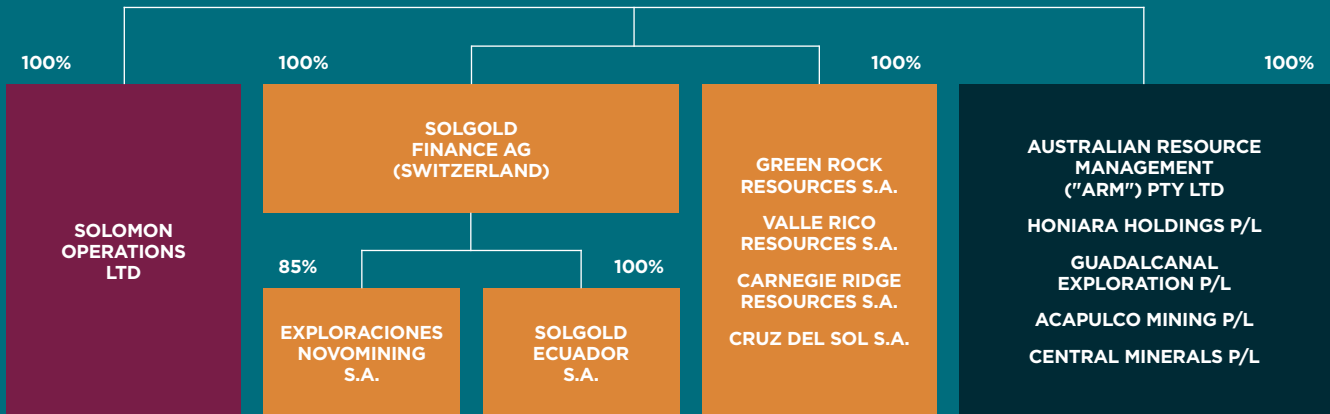 100%
SOLOMON
OPERATIONS
LTD
100%
SOLGOLD
FINANCE AG
(SWITZERLAND)
85%
EXPLORACIONES
NOVOMINING
S.A.
100%
SOLGOLD
ECUADOR
S.A.
100%
GREEN ROCK
RESOURCES S.A.
VALLE RICO
RESOURCES S.A.
CARNEGIE RIDGE
RESOURCES S.A.
CRUZ DEL SOL S.A.
100%
AUSTRALIAN RESOURCE
MANAGEMENT
("ARM") PTY LTD
HONIARA HOLDINGS P/L
GUADALCANAL
EXPLORATION P/L
ACAPULCO MINING P/L
CENTRAL MINERALS P/L